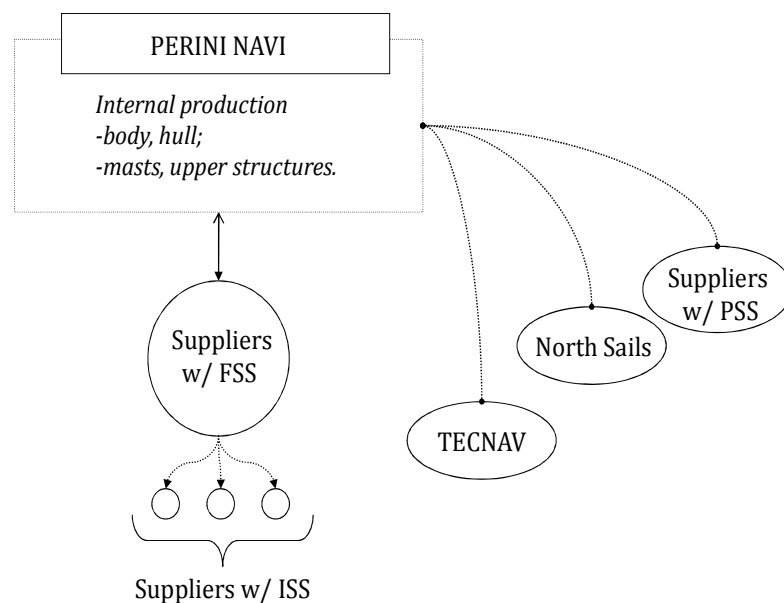 PERINI NAVI
Internal production
-body, hull;
-masts, upper structures.
Suppliers
w/ PSS
North Sails
Suppliers
w/ FSS
TECNAV
Suppliers w/ ISS